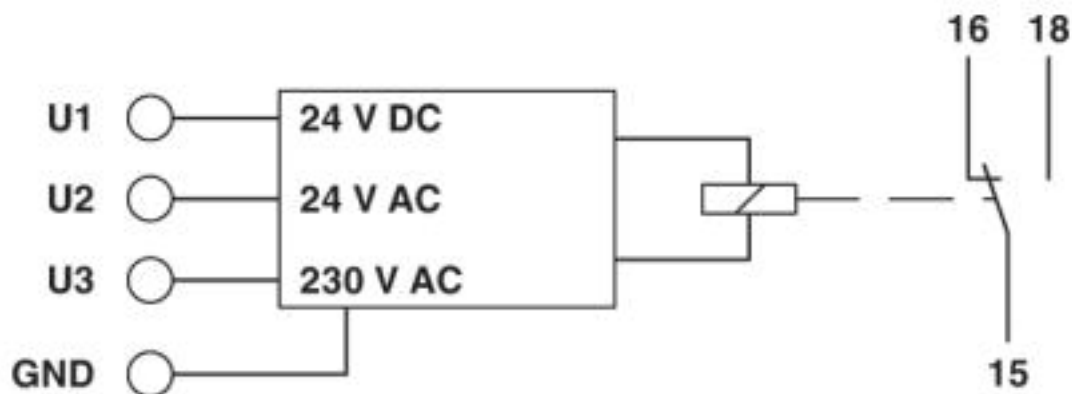 16 18
U1 24 V DC
U2 24 V AC
U3 230 V AC
GND
15